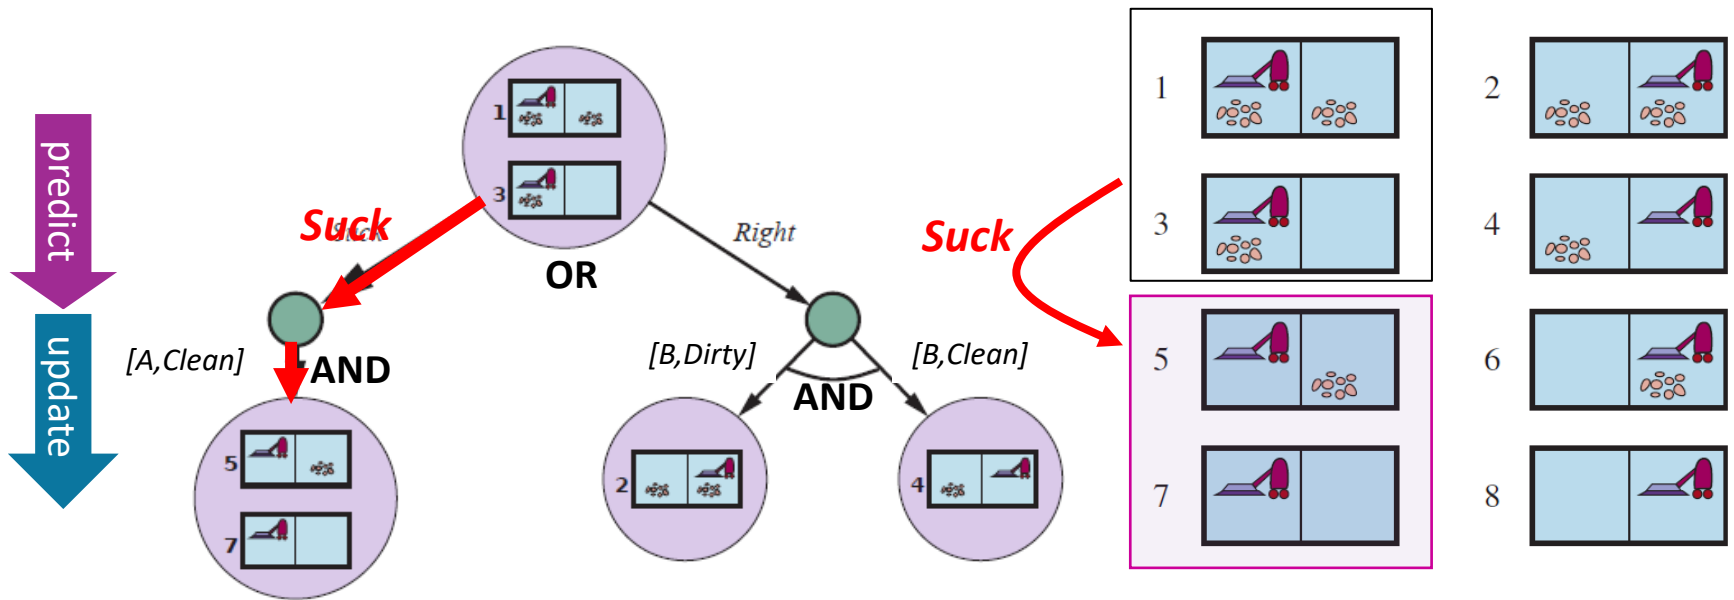 predict
update
1
3
Suck
Suck
Right
OR
[A,Clean]
AND
[B,Dirty]
[B,Clean]
AND
5
7
2
4
Suck
1
2
3
4
5
6
7
8